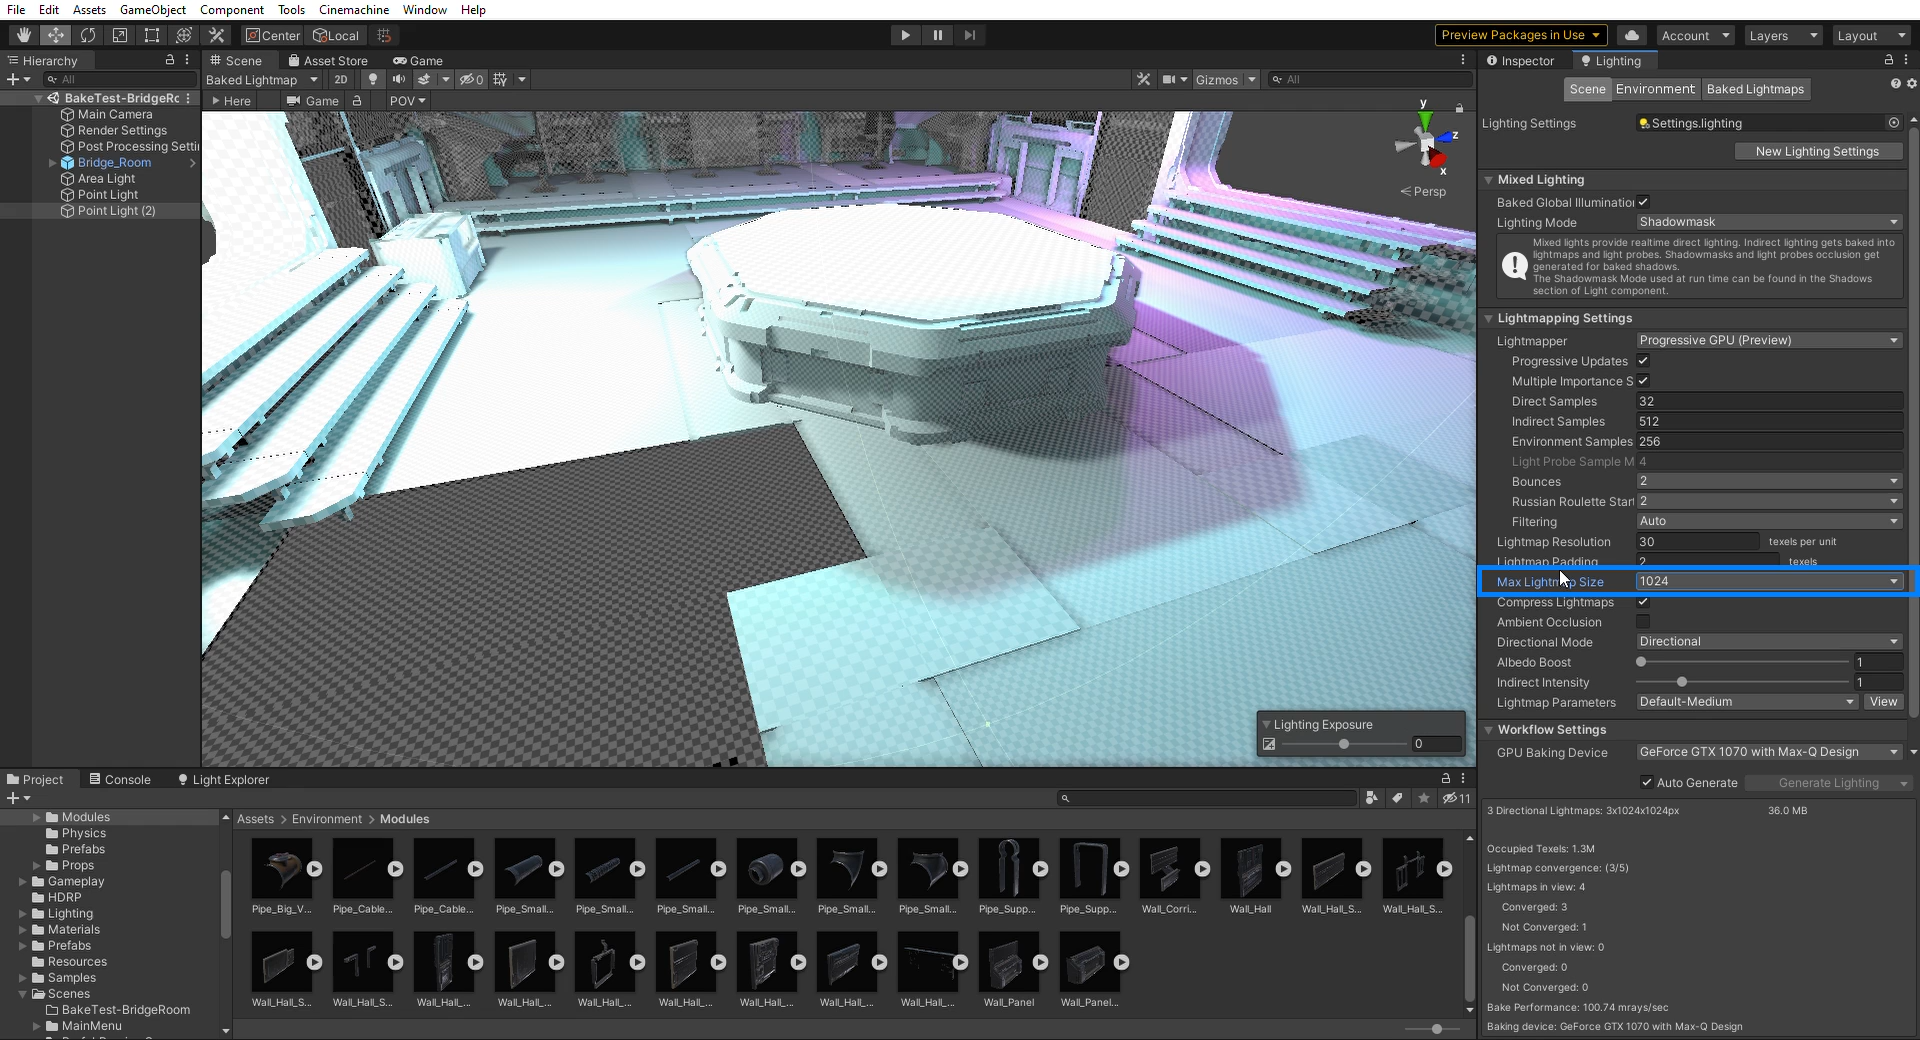 File Edit Assets GameObject Component Tools Cinemachine Window Help
Center Local
Preview Packages in Use Account Layers Layout
Hierarchy
All
BakeTest-BridgeRc
Main Camera
Render Settings
Post Processing Setti
Bridge_Room
Area Light
Point Light
Point Light (2)
Scene Asset Store Game
Baked Lightmap 2D 0 Gizmos All
Here Game POV
y
z
x
Persp
Lighting Exposure
0
Inspector Lighting
Scene Environment Baked Lightmaps
Lighting Settings Settings.lighting
New Lighting Settings
Mixed Lighting
Baked Global Illumination
Lighting Mode Shadowmask
Mixed lights provide realtime direct lighting. Indirect lighting gets baked into
lightmaps and light probes. Shadowmasks and light probes occlusion get
generated for baked shadows.
The Shadowmask Mode used at run time can be found in the Shadows
section of Light component.
Lightmapping Settings
Lightmapper Progressive GPU (Preview)
Progressive Updates
Multiple Importance S
Direct Samples 32
Indirect Samples 512
Environment Samples 256
Light Probe Sample M 4
Bounces 2
Russian Roulette Start 2
Filtering Auto
Lightmap Resolution 30 texels per unit
Lightmap Padding 2 texels
Max Lightmap Size 1024
Compress Lightmaps
Ambient Occlusion
Directional Mode Directional
Albedo Boost 1
Indirect Intensity 1
Lightmap Parameters Default-Medium View
Workflow Settings
GPU Baking Device GeForce GTX 1070 with Max-Q Design
Auto Generate Generate Lighting
3 Directional Lightmaps: 3x1024x1024px 36.0 MB
Occupied Texels: 1.3M
Lightmap convergence: (3/5)
Lightmaps in view: 4
Converged: 3
Not Converged: 1
Lightmaps not in view: 0
Converged: 0
Not Converged: 0
Bake Performance: 100.74 mrays/sec
Baking device: GeForce GTX 1070 with Max-Q Design
Project Console Light Explorer
11
Modules
Physics
Prefabs
Props
Gameplay
HDRP
Lighting
Materials
Prefabs
Resources
Samples
Scenes
BakeTest-BridgeRoom
MainMenu
Assets > Environment > Modules
Pipe_Big_V... Pipe_Cable... Pipe_Cable... Pipe_Small... Pipe_Small... Pipe_Small... Pipe_Small... Pipe_Small... Pipe_Small... Pipe_Supp... Pipe_Supp... Wall_Corri... Wall_Hall Wall_Hall_S... Wall_Hall_S...
Wall_Hall_S... Wall_Hall_S... Wall_Hall_... Wall_Hall_... Wall_Hall_... Wall_Hall_... Wall_Hall_... Wall_Hall_... Wall_Hall_... Wall_Panel Wall_Panel...